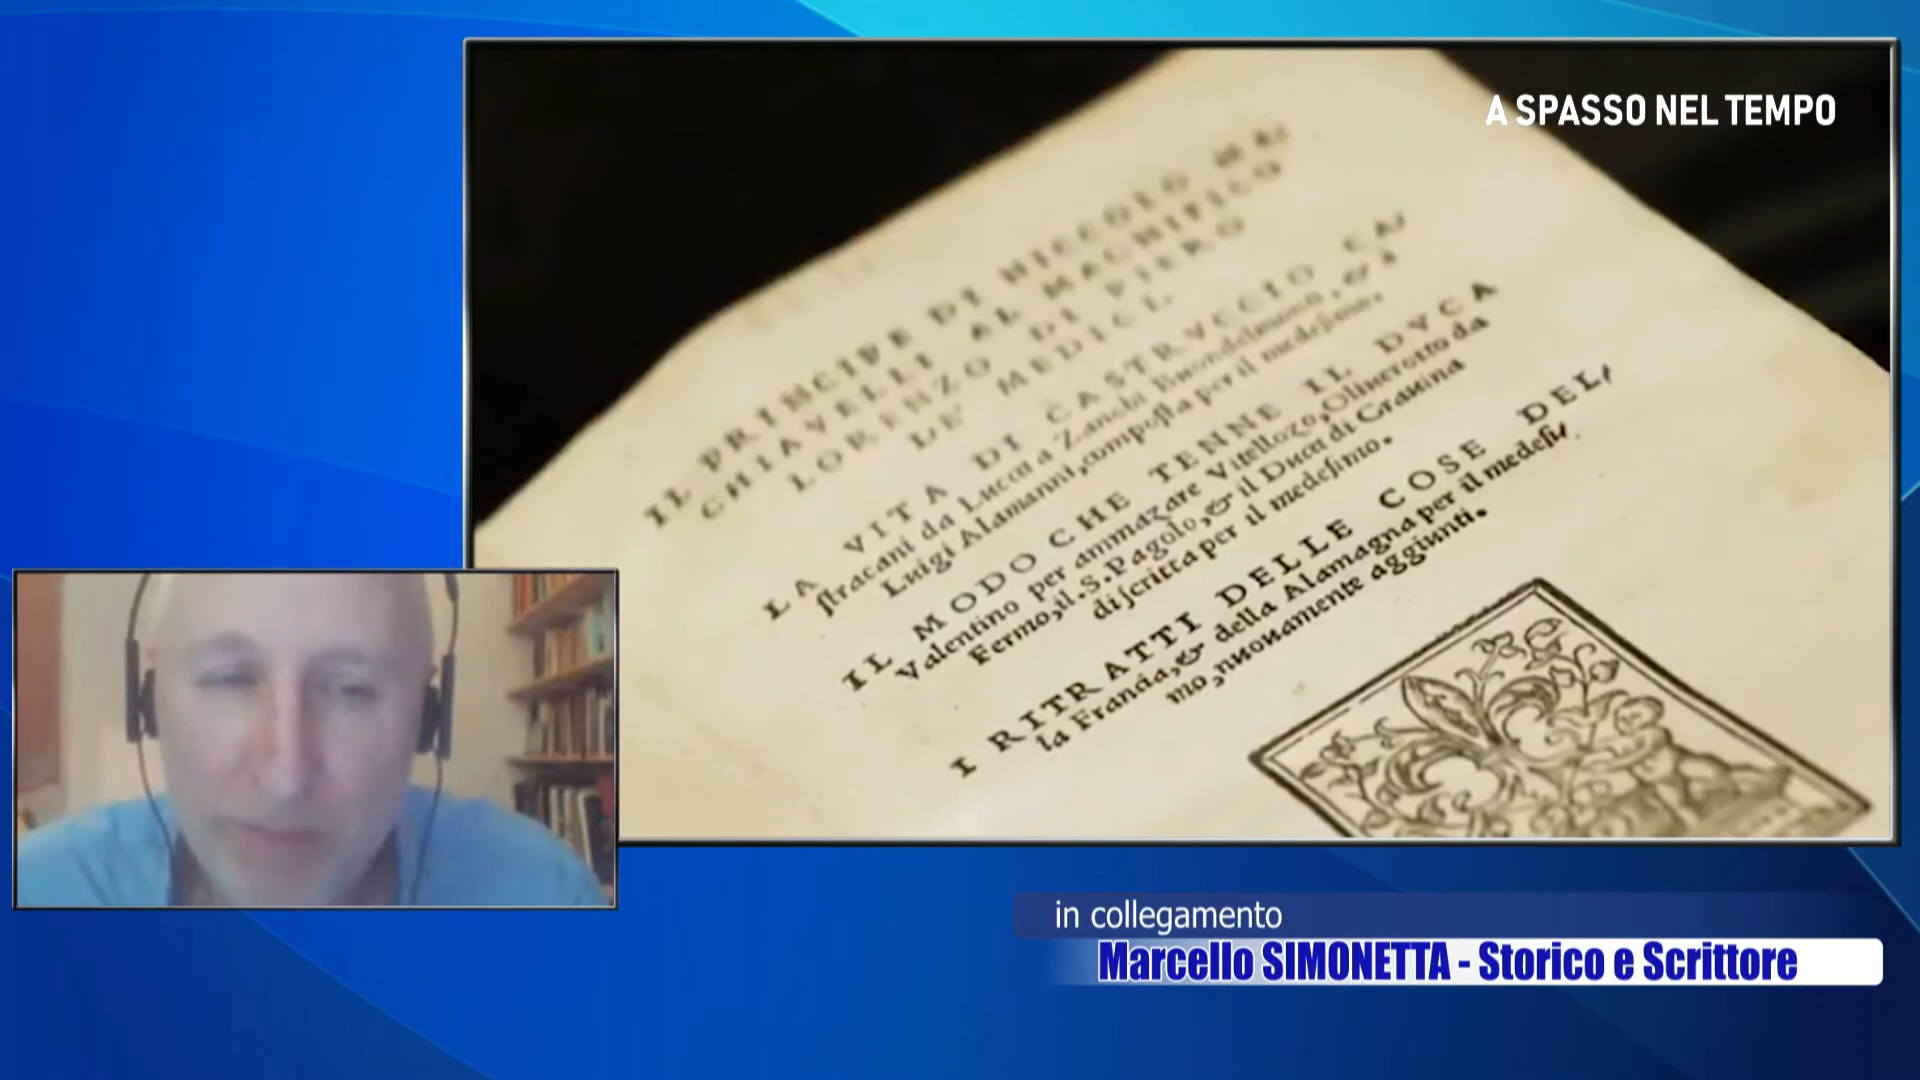 A SPASSO NEL TEMPO
IL PRINCIPE DI NICCOLO MA/
CHIAVELLI AL MAGNIFICO
LORENZO DI PIERO
DE' MEDICI.
LA VITA DI CASTRVCCIO CA/
ſtracani da Lucca a Zanobi Buondelmonti, & a
Luigi Alamanni, compoſta per il medeſimo.
IL MODO CHE TENNE IL DVCA
Valentino per ammazare Vitellozo, Oliuerotto da
Fermo, il .S. Pagolo, & il Duca di Grauina
diſcritta per il medeſimo.
I RITRATTI DELLE COSE DEL/
la Francia, & della Alamagna per il medeſi/
mo, nuouamente aggiunti.
in collegamento
Marcello SIMONETTA - Storico e Scrittore